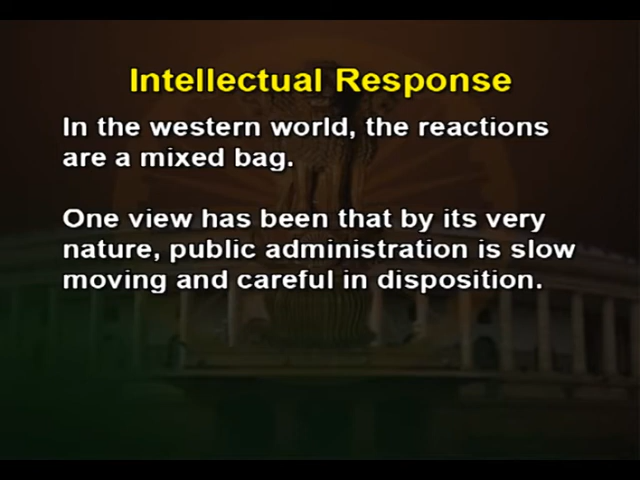 Intellectual Response
In the western world, the reactions
are a mixed bag.
One view has been that by its very
nature, public administration is slow
moving and careful in disposition.